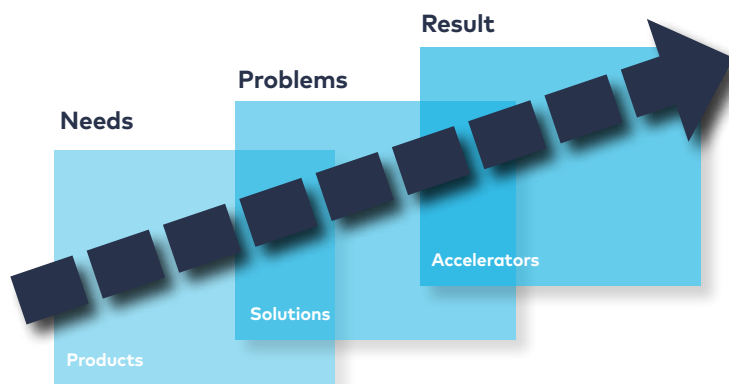 Result
Problems
Needs
Accelerators
Solutions
Products